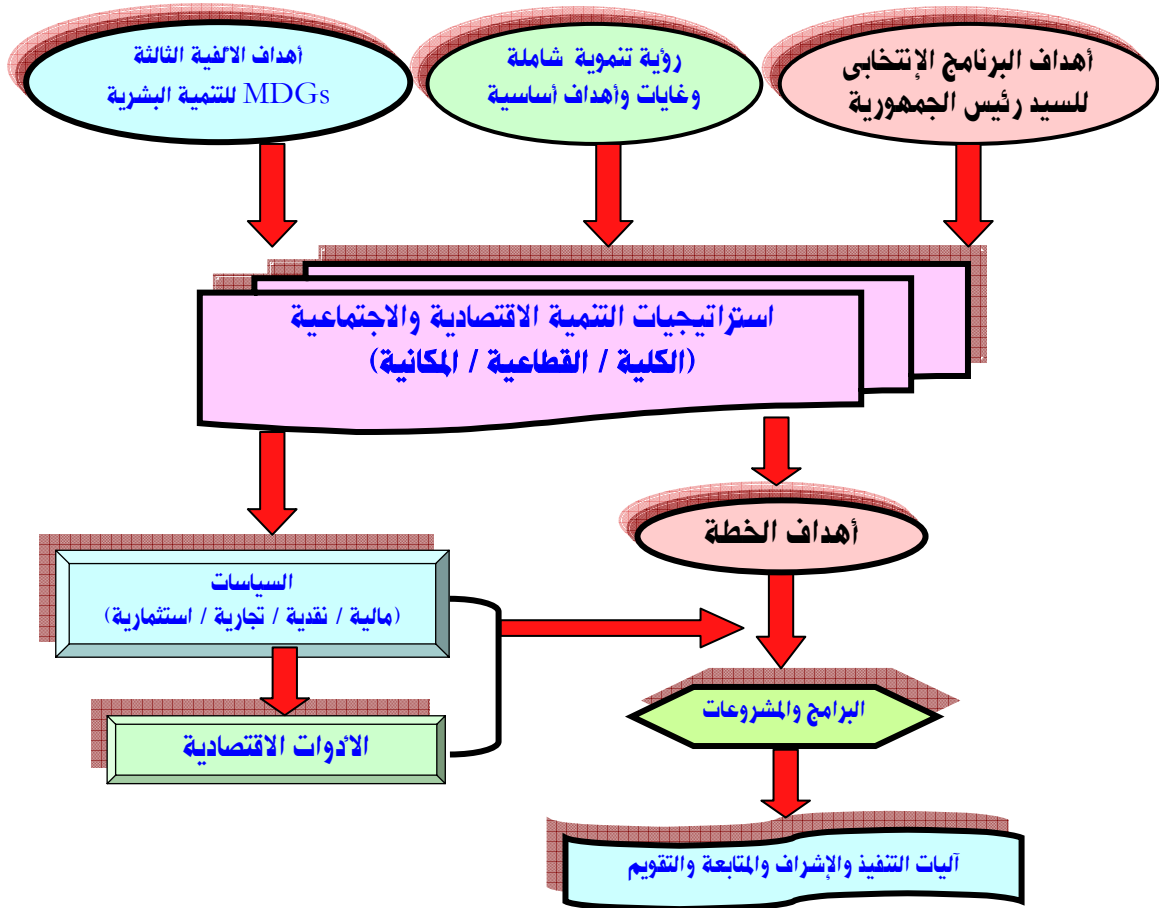 أهداف البرنامج الإنتخابى
للسيد رئيس الجمهورية
رؤية تنموية شاملة
وغايات وأهداف أساسية
أهداف الالفية الثالثة
MDGs للتنمية البشرية
استراتيجيات التنمية الاقتصادية والاجتماعية
(الكلية / القطاعية / المكانية)
أهداف الخطة
السياسات
(مالية / نقدية / تجارية / استثمارية)
البرامج والمشروعات
الأدوات الاقتصادية
آليات التنفيذ والإشراف والمتابعة والتقويم